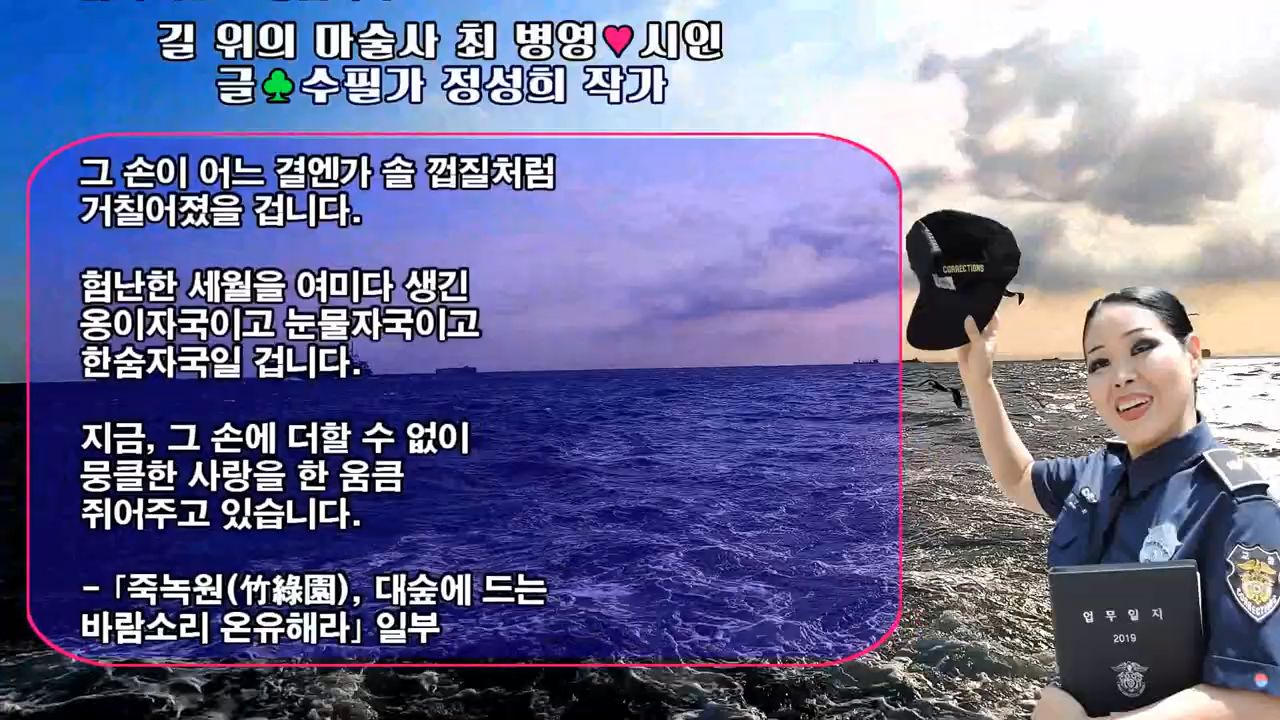 길 위의 마술사 최 병영♥시인
글♣수필가 정성희 작가
그 손이 어느 결엔가 솔 껍질처럼
거칠어졌을 겁니다.
험난한 세월을 여미다 생긴
옹이자국이고 눈물자국이고
한숨자국일 겁니다.
지금, 그 손에 더할 수 없이
뭉클한 사랑을 한 움큼
쥐어주고 있습니다.
-「죽녹원(竹綠園), 대숲에 드는
바람소리 온유해라」일부
CORRECTIONS
업무일지
2019